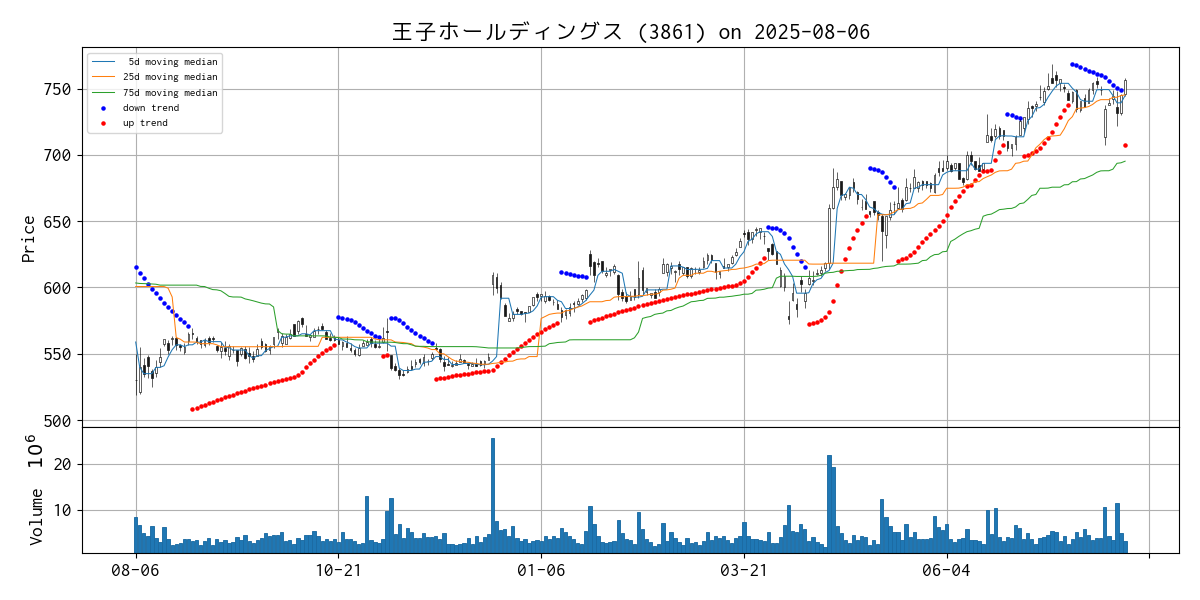 王子ホールディングス (3861) on 2025-08-06
5d moving median
25d moving median
75d moving median
down trend
up trend
Price
750
700
650
600
550
500
Volume 10^6
20
10
08-06 10-21 01-06 03-21 06-04